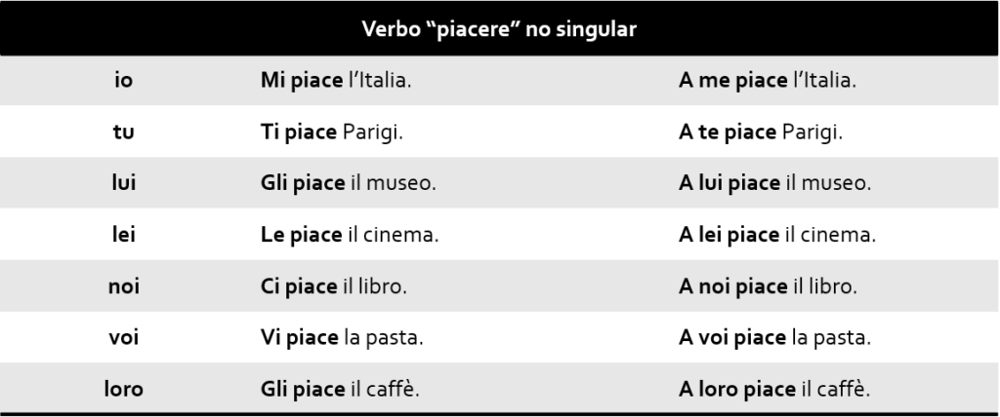 Verbo “piacere” no singular
io Mi piace l’Italia. A me piace l’Italia.
tu Ti piace Parigi. A te piace Parigi.
lui Gli piace il museo. A lui piace il museo.
lei Le piace il cinema. A lei piace il cinema.
noi Ci piace il libro. A noi piace il libro.
voi Vi piace la pasta. A voi piace la pasta.
loro Gli piace il caffè. A loro piace il caffè.